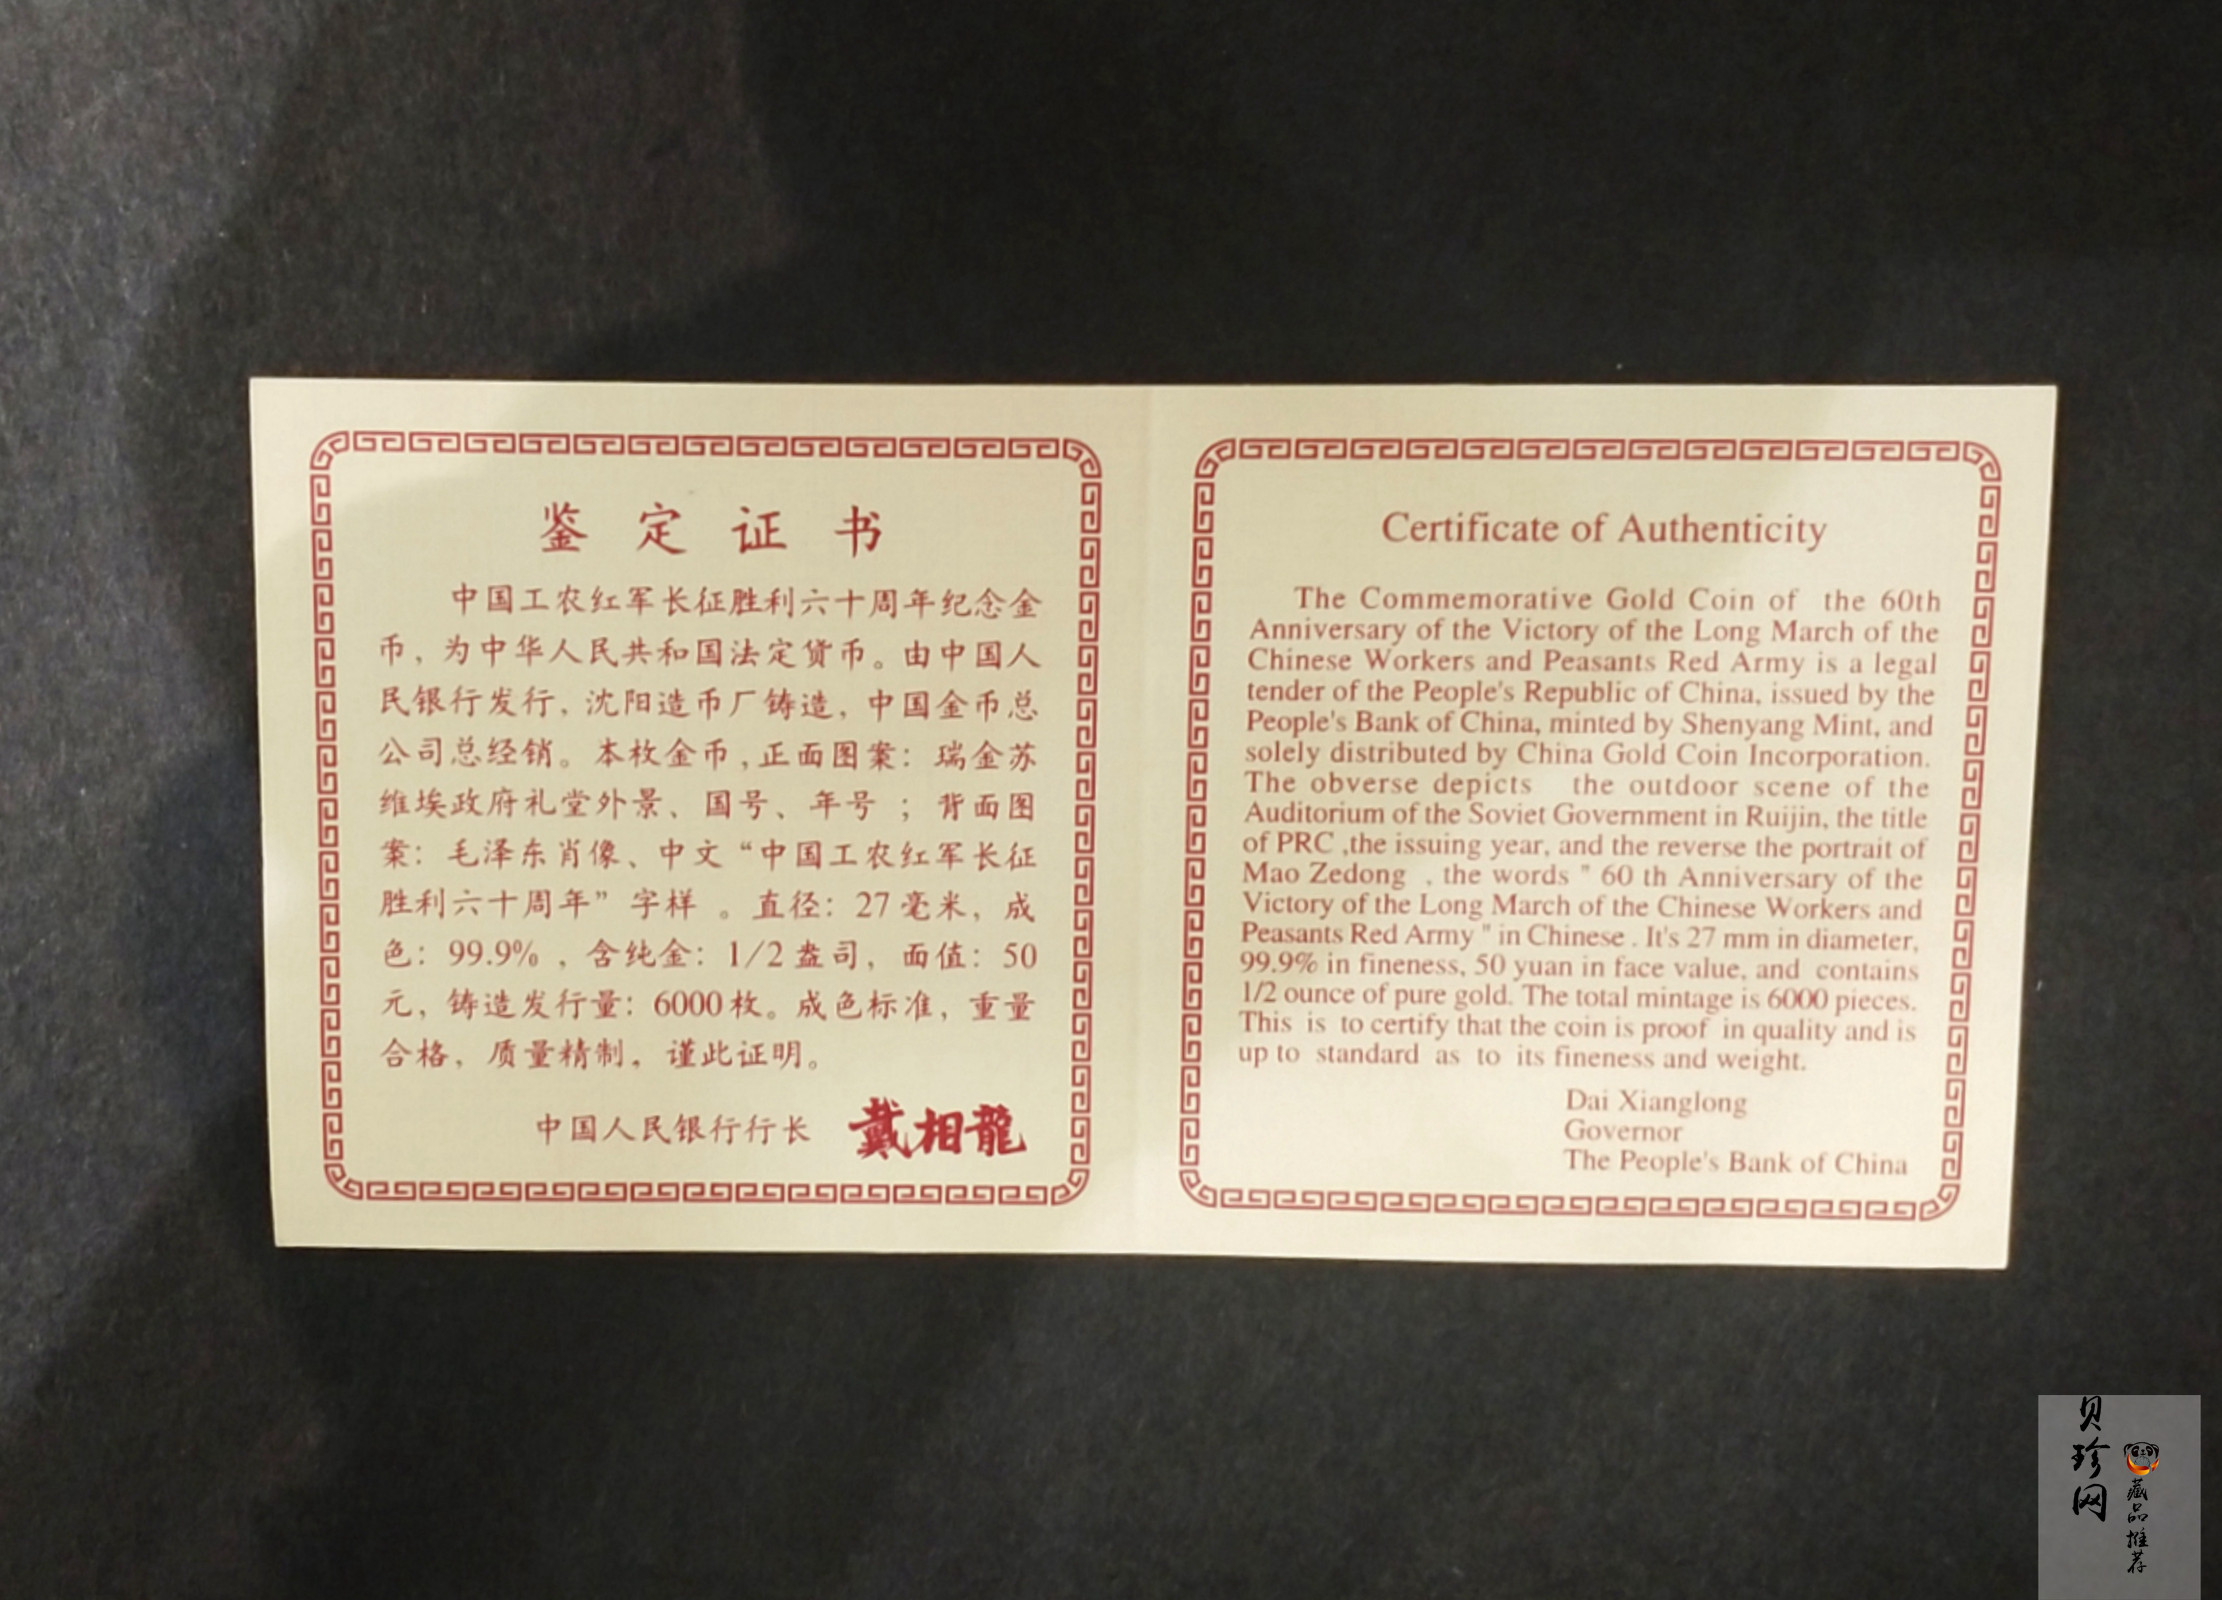 鉴定证书
中国工农红军长征胜利六十周年纪念金
币，为中华人民共和国法定货币。由中国人
民银行发行，沈阳造币厂铸造，中国金币总
公司总经销。本枚金币，正面图案：瑞金苏
维埃政府礼堂外景、国号、年号；背面图
案：毛泽东肖像、中文“中国工农红军长征
胜利六十周年”字样。直径：27毫米，成
色：99.9%，含纯金：1/2盎司，面值：50
元，铸造发行量：6000枚。成色标准，重量
合格，质量精制，谨此证明。
中国人民银行行长 戴相龍
Certificate of Authenticity
The Commemorative Gold Coin of the 60th
Anniversary of the Victory of the Long March of the
Chinese Workers and Peasants Red Army is a legal
tender of the People's Republic of China, issued by the
People's Bank of China, minted by Shenyang Mint, and
solely distributed by China Gold Coin Incorporation.
The obverse depicts the outdoor scene of the
Auditorium of the Soviet Government in Ruijin, the title
of PRC ,the issuing year, and the reverse the portrait of
Mao Zedong , the words " 60 th Anniversary of the
Victory of the Long March of the Chinese Workers and
Peasants Red Army " in Chinese . It's 27 mm in diameter,
99.9% in fineness, 50 yuan in face value, and contains
1/2 ounce of pure gold. The total mintage is 6000 pieces.
This is to certify that the coin is proof in quality and is
up to standard as to its fineness and weight.
Dai Xianglong
Governor
The People's Bank of China
贝珍网
藏品推荐